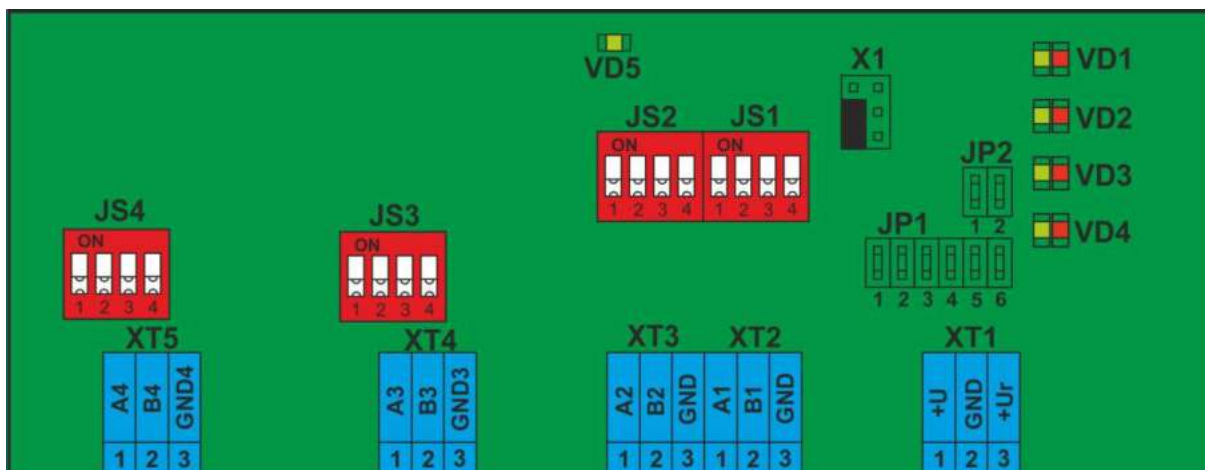 VD5
X1
VD1
VD2
VD3
VD4
JS2 JS1
ON ON
1 2 3 4 1 2 3 4
JP2
1 2
JP1
1 2 3 4 5 6
JS4
ON
1 2 3 4
JS3
ON
1 2 3 4
XT5
A4 B4 GND4
1 2 3
XT4
A3 B3 GND3
1 2 3
XT3 XT2
A2 B2 GND A1 B1 GND
1 2 3 1 2 3
XT1
+U GND +Ur
1 2 3